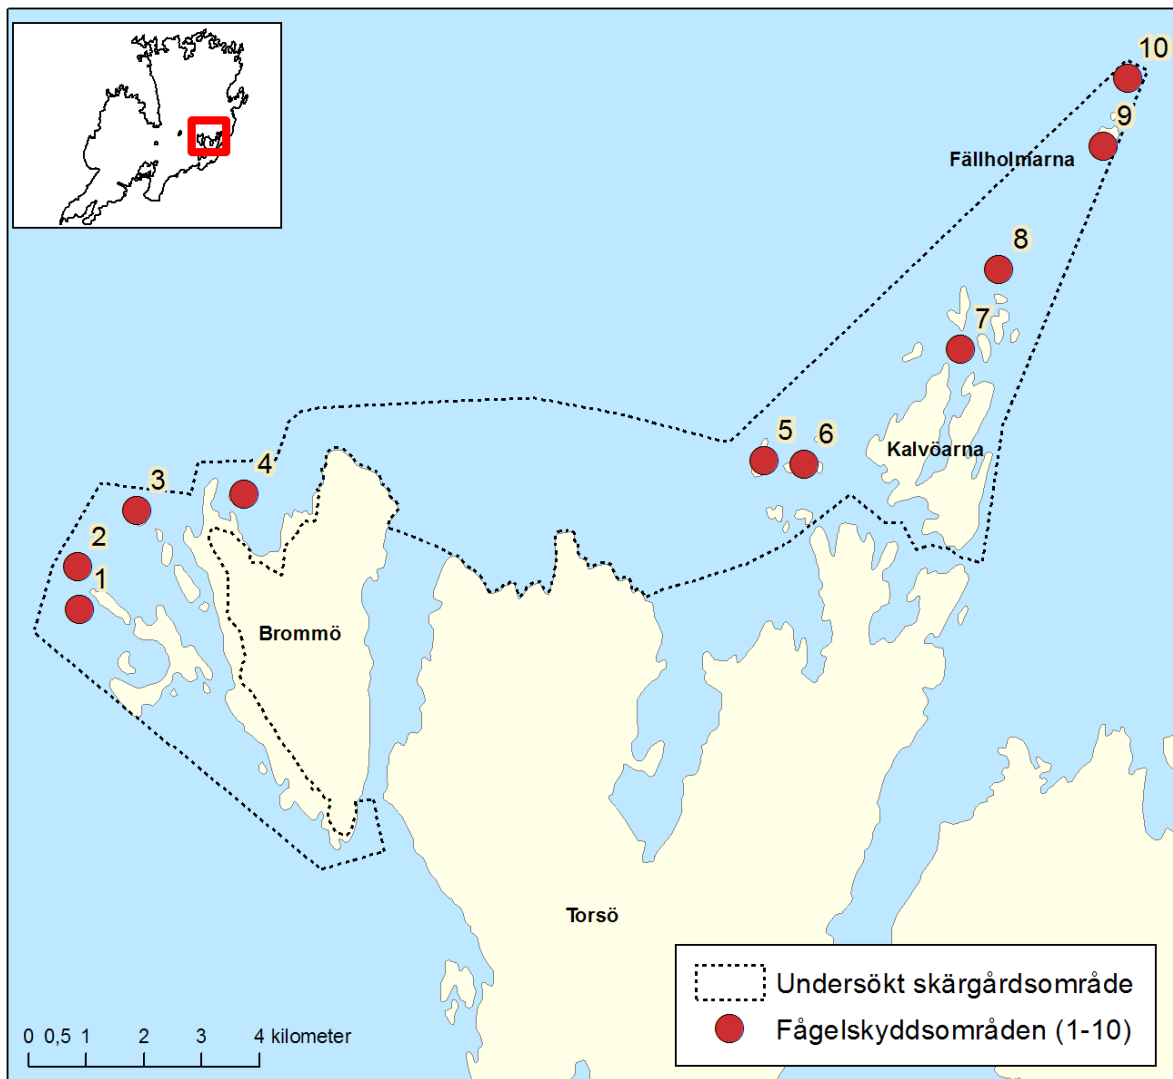 10
9
Fällholmarna
8
7
5
6
Kalvöarna
4
3
2
1
Brommö
Torsö
Undersökt skärgårdsområde
Fågelskyddsområden (1-10)
0 0,5 1 2 3 4 kilometer